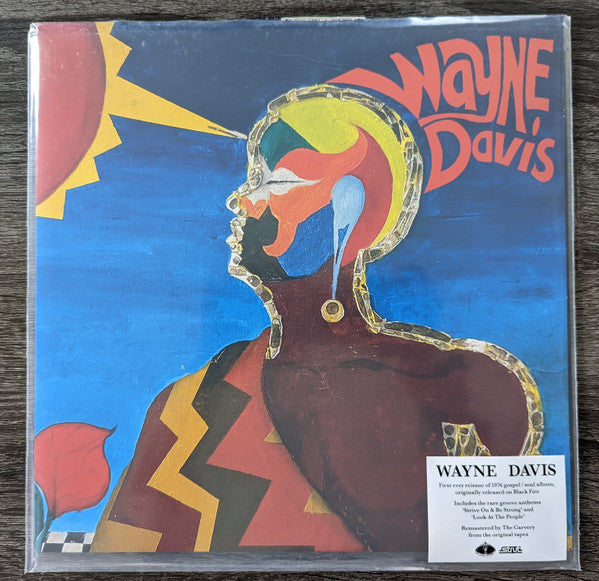 Wayne
Davis
WAYNE DAVIS
First ever reissue of 1976 gospel / soul album,
originally released on Black Fire
Includes the rare groove anthems
‘Strive On & Be Strong’ and
‘Look At The People’
Remastered by The Carvery
from the original tapes
Strut